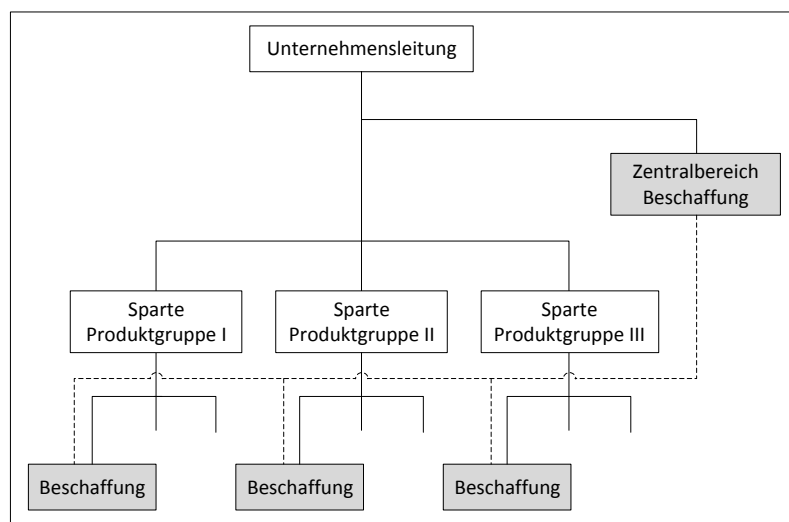 Unternehmensleitung
Zentralbereich
Beschaffung
Sparte
Produktgruppe I
Sparte
Produktgruppe II
Sparte
Produktgruppe III
Beschaffung
Beschaffung
Beschaffung